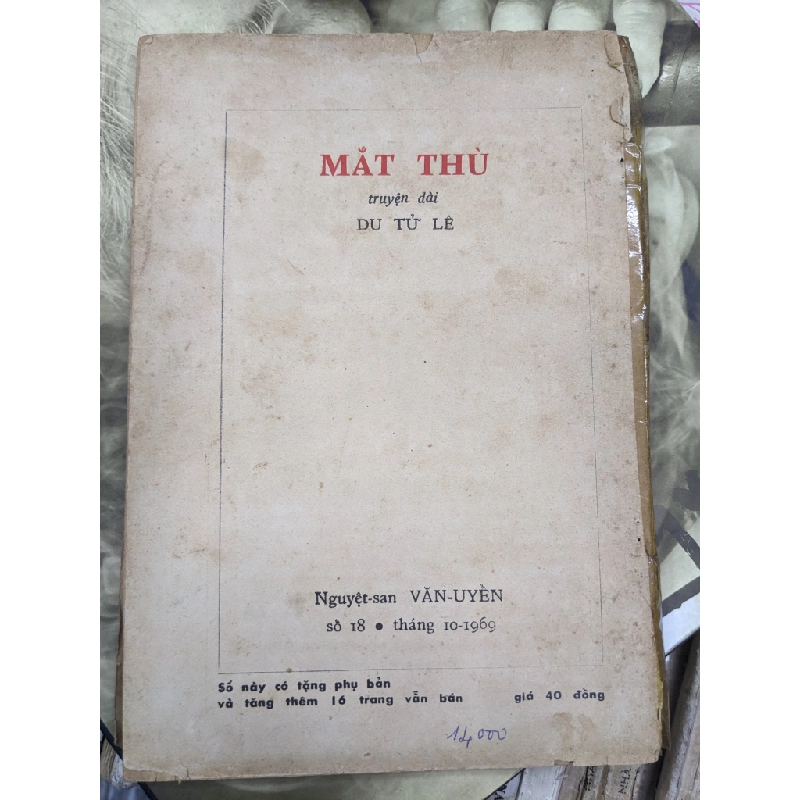 MẮT THÙ
truyện dài
DU TỬ LÊ
Nguyệt-san VĂN-UYỂN
số 18 • tháng 10-1969
Số này có tặng phụ bản
và tăng thêm 16 trang vẫn bán giá 40 đồng
14,000